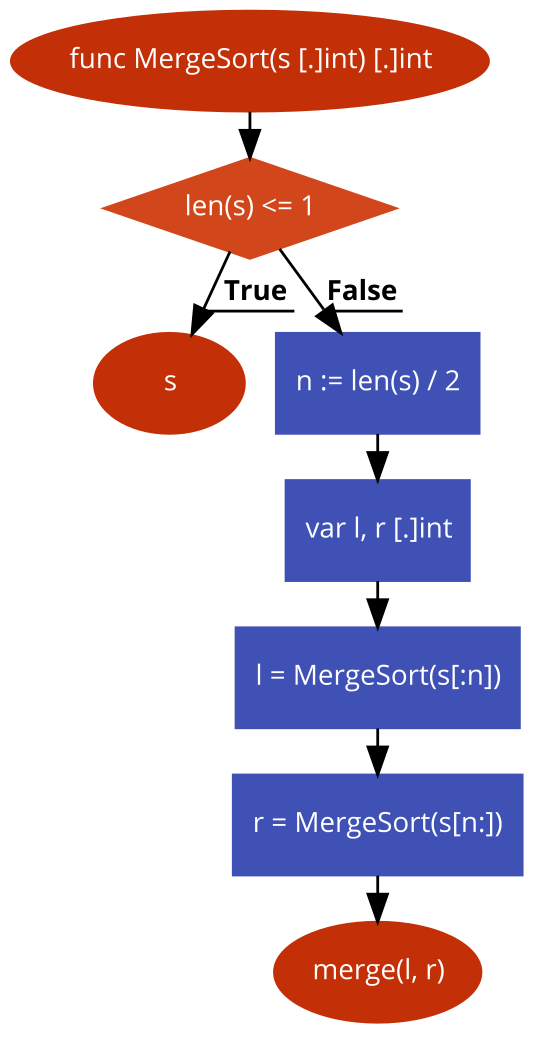 func MergeSort(s [.]int) [.]int
len(s) <= 1
True
False
s
n := len(s) / 2
var l, r [.]int
l = MergeSort(s[:n])
r = MergeSort(s[n:])
merge(l, r)